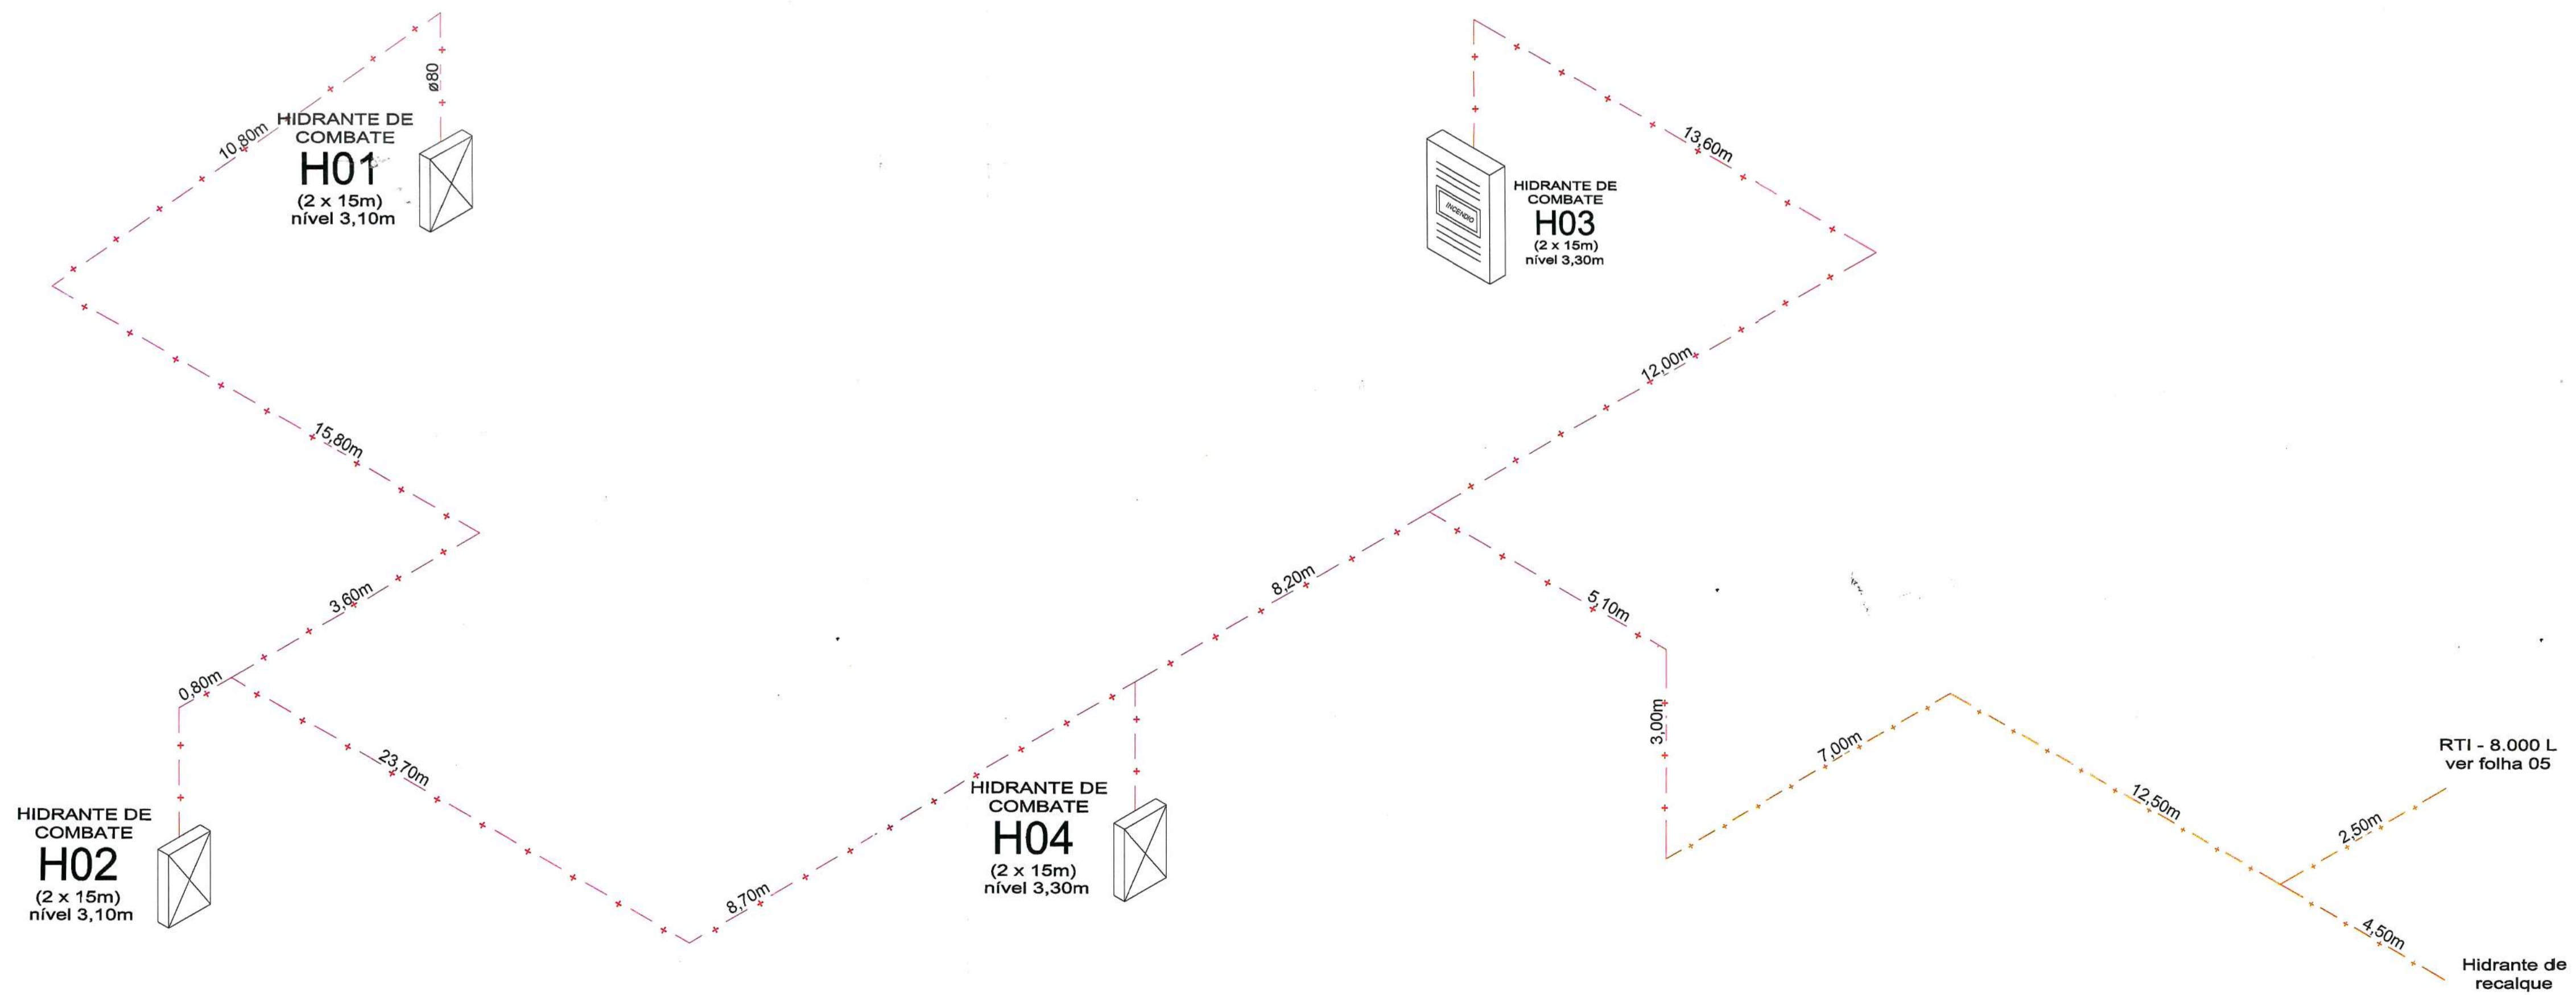 ø80
10,80m
HIDRANTE DE
COMBATE
H01
(2 x 15m)
nível 3,10m
13,60m
INCENDIO
HIDRANTE DE
COMBATE
H03
(2 x 15m)
nível 3,30m
12,00m
15,80m
3,60m
8,20m
5,10m
0,80m
23,70m
3,00m
7,00m
HIDRANTE DE
COMBATE
H02
(2 x 15m)
nível 3,10m
8,70m
HIDRANTE DE
COMBATE
H04
(2 x 15m)
nível 3,30m
12,50m
RTI - 8.000 L
ver folha 05
2,50m
4,50m
Hidrante de
recalque